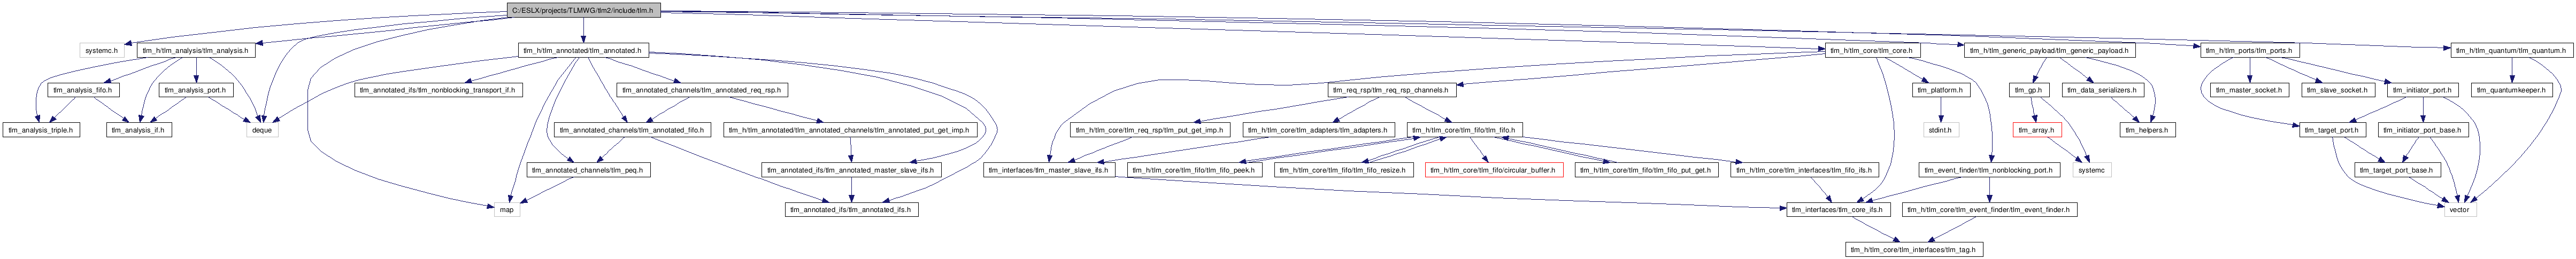 C:/ESLX/projects/TLMWG/tlm2/include/tlm.h
systemc.h
tlm_h/tlm_analysis/tlm_analysis.h
tlm_h/tlm_annotated/tlm_annotated.h
tlm_h/tlm_core/tlm_core.h
tlm_h/tlm_generic_payload/tlm_generic_payload.h
tlm_h/tlm_ports/tlm_ports.h
tlm_h/tlm_quantum/tlm_quantum.h
tlm_analysis_fifo.h
tlm_analysis_port.h
tlm_annotated_ifs/tlm_nonblocking_transport_if.h
tlm_annotated_channels/tlm_annotated_req_rsp.h
tlm_req_rsp/tlm_req_rsp_channels.h
tlm_platform.h
tlm_gp.h
tlm_data_serializers.h
tlm_master_socket.h
tlm_slave_socket.h
tlm_initiator_port.h
tlm_quantumkeeper.h
tlm_analysis_triple.h
tlm_analysis_if.h
deque
tlm_annotated_channels/tlm_annotated_fifo.h
tlm_h/tlm_annotated/tlm_annotated_channels/tlm_annotated_put_get_imp.h
tlm_h/tlm_core/tlm_req_rsp/tlm_put_get_imp.h
tlm_h/tlm_core/tlm_adapters/tlm_adapters.h
tlm_h/tlm_core/tlm_fifo/tlm_fifo.h
stdint.h
tlm_array.h
tlm_helpers.h
tlm_target_port.h
tlm_initiator_port_base.h
tlm_annotated_channels/tlm_peq.h
tlm_annotated_ifs/tlm_annotated_master_slave_ifs.h
tlm_interfaces/tlm_master_slave_ifs.h
tlm_h/tlm_core/tlm_fifo/tlm_fifo_peek.h
tlm_h/tlm_core/tlm_fifo/tlm_fifo_resize.h
tlm_h/tlm_core/tlm_fifo/circular_buffer.h
tlm_h/tlm_core/tlm_fifo/tlm_fifo_put_get.h
tlm_h/tlm_core/tlm_interfaces/tlm_fifo_ifs.h
tlm_event_finder/tlm_nonblocking_port.h
systemc
tlm_target_port_base.h
map
tlm_annotated_ifs/tlm_annotated_ifs.h
tlm_interfaces/tlm_core_ifs.h
tlm_h/tlm_core/tlm_event_finder/tlm_event_finder.h
vector
tlm_h/tlm_core/tlm_interfaces/tlm_tag.h